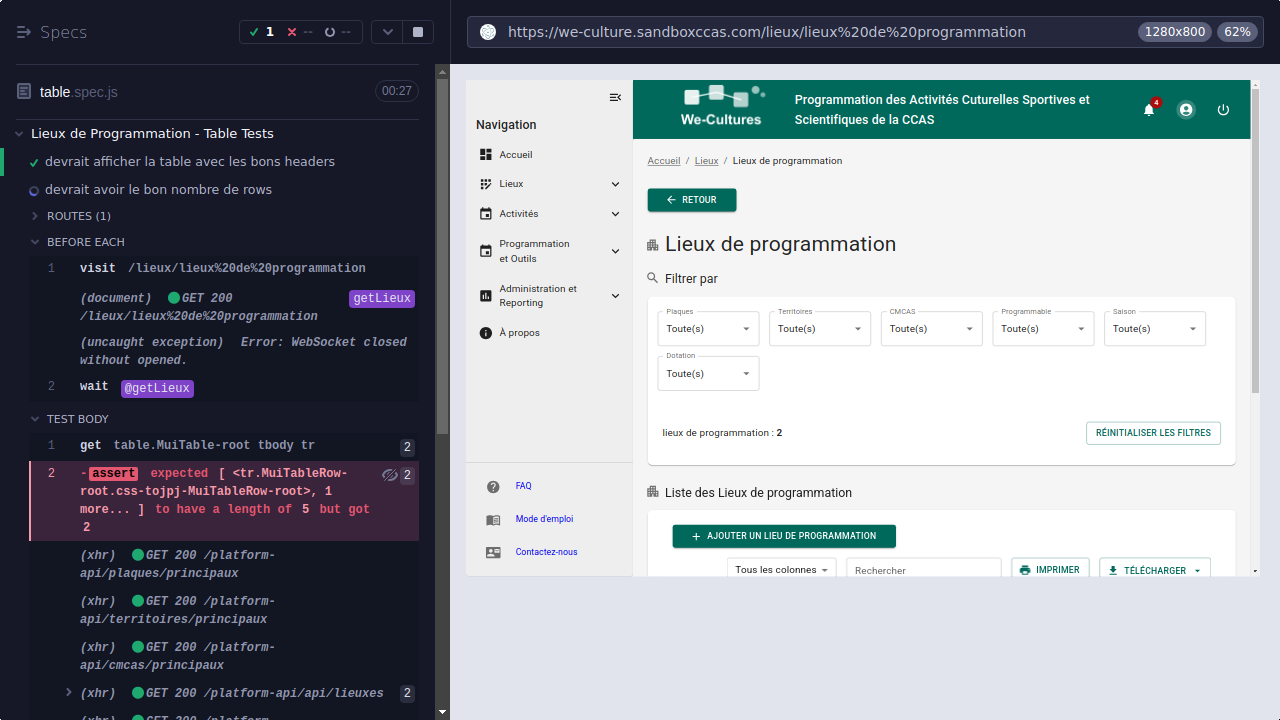 Specs
1
--
--
table.spec.js
00:27
Lieux de Programmation - Table Tests
devrait afficher la table avec les bons headers
devrait avoir le bon nombre de rows
ROUTES (1)
BEFORE EACH
1 visit /lieux/lieux%20de%20programmation
(document) GET 200 getLieux
/lieux/lieux%20de%20programmation
(uncaught exception) Error: WebSocket closed
without opened.
2 wait @getLieux
TEST BODY
1 get table.MuiTable-root tbody tr 2
2 -assert expected [ <tr.MuiTableRow- 2
root.css-tojpj-MuiTableRow-root>, 1
more... ] to have a length of 5 but got
2
(xhr) GET 200 /platform-
api/plaques/principaux
(xhr) GET 200 /platform-
api/territoires/principaux
(xhr) GET 200 /platform-
api/cmcas/principaux
(xhr) GET 200 /platform-api/api/lieuxes 2
(xhr) GET 200 /platform-
https://we-culture.sandboxccas.com/lieux/lieux%20de%20programmation
1280x800
62%
Navigation
Accueil
Lieux
Activités
Programmation
et Outils
Administration et
Reporting
À propos
FAQ
Mode d'emploi
Contactez-nous
We-Cultures
Programmation des Activités Cuturelles Sportives et
Scientifiques de la CCAS
4
Accueil / Lieux / Lieux de programmation
RETOUR
Lieux de programmation
Filtrer par
Plaques
Toute(s)
Territoires
Toute(s)
CMCAS
Toute(s)
Programmable
Toute(s)
Saison
Toute(s)
Dotation
Toute(s)
lieux de programmation : 2
RÉINITIALISER LES FILTRES
Liste des Lieux de programmation
AJOUTER UN LIEU DE PROGRAMMATION
Tous les colonnes
Rechercher
IMPRIMER
TÉLÉCHARGER